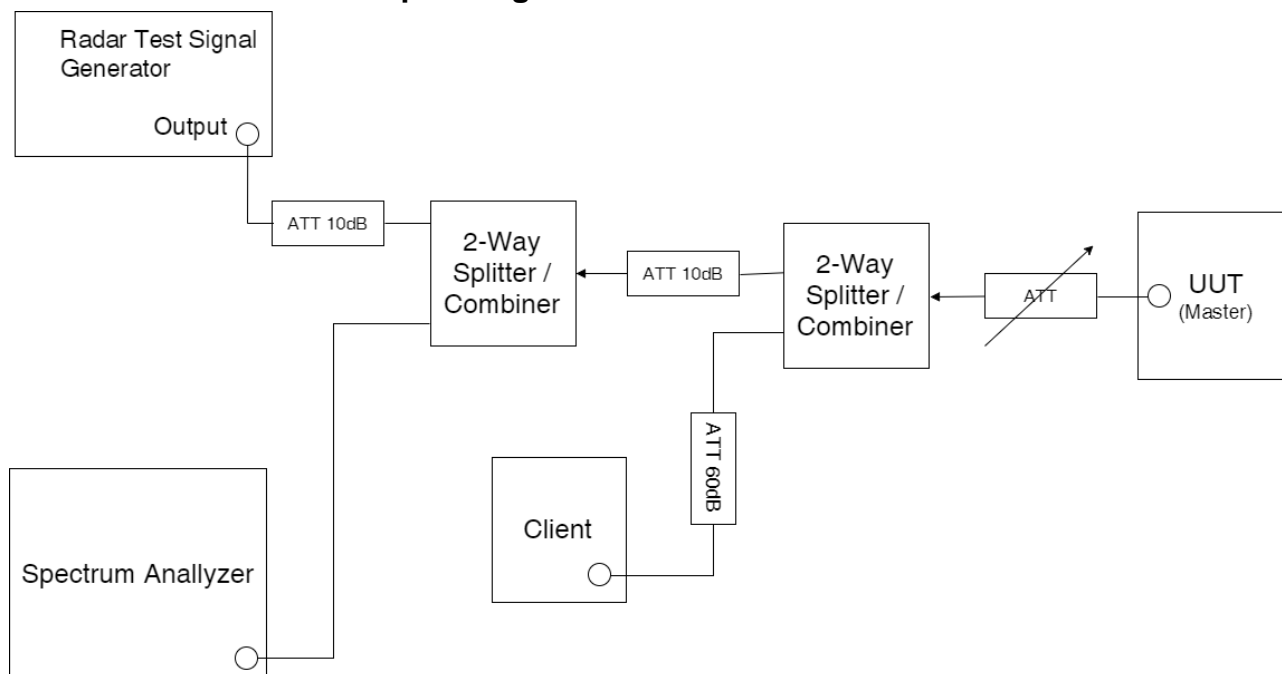 Radar Test Signal
Generator
Output
ATT 10dB
2-Way
Splitter /
Combiner
ATT 10dB
2-Way
Splitter /
Combiner
ATT
UUT
(Master)
ATT 60dB
Client
Spectrum Anallyzer